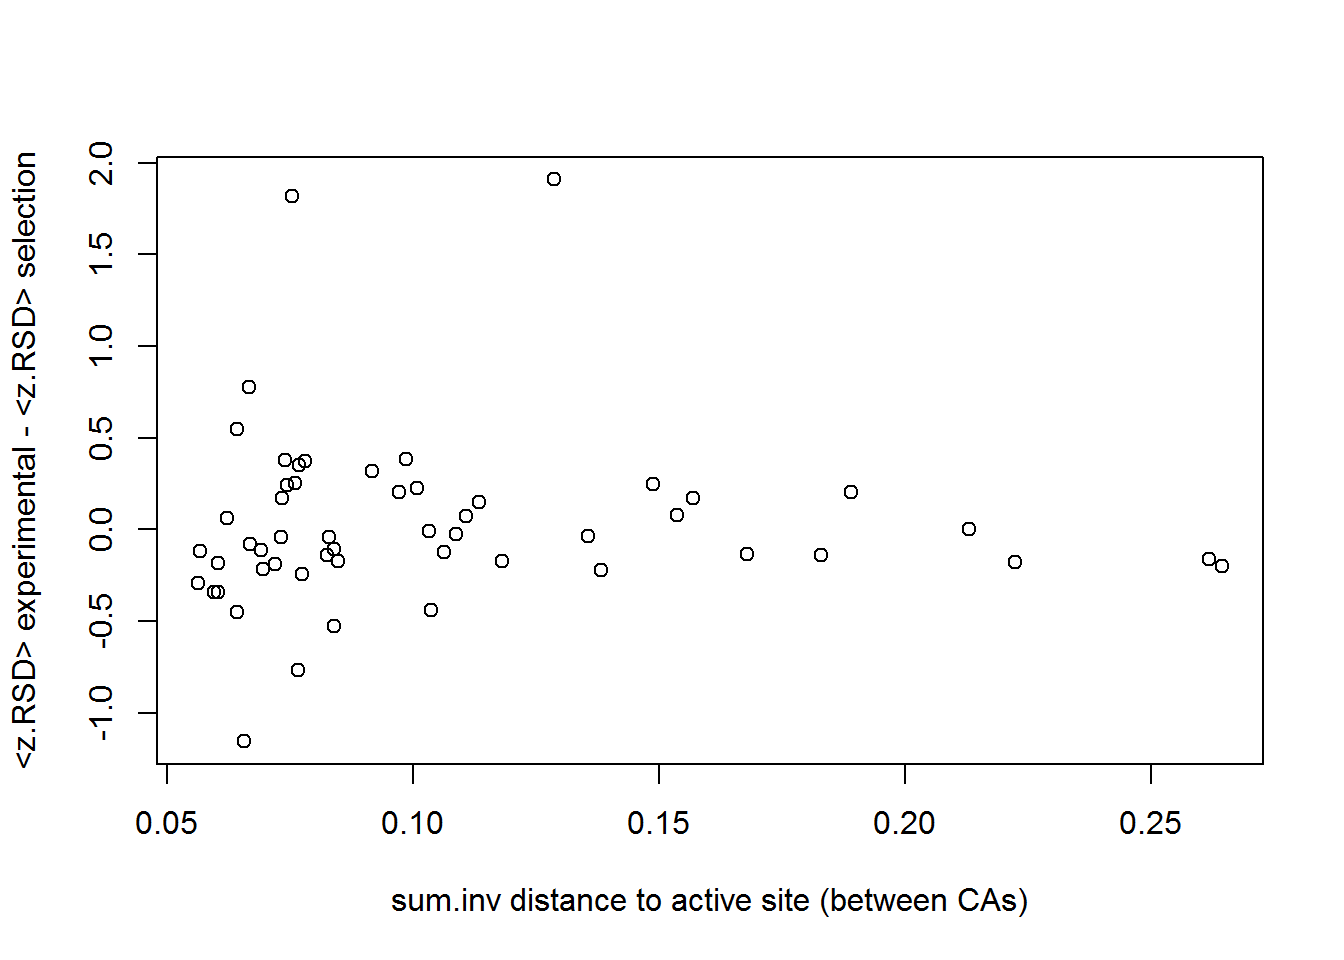 <z.RSD> experimental - <z.RSD> selection
2.0
1.5
1.0
0.5
0.0
-0.5
-1.0
0.05 0.10 0.15 0.20 0.25
sum.inv distance to active site (between CAs)